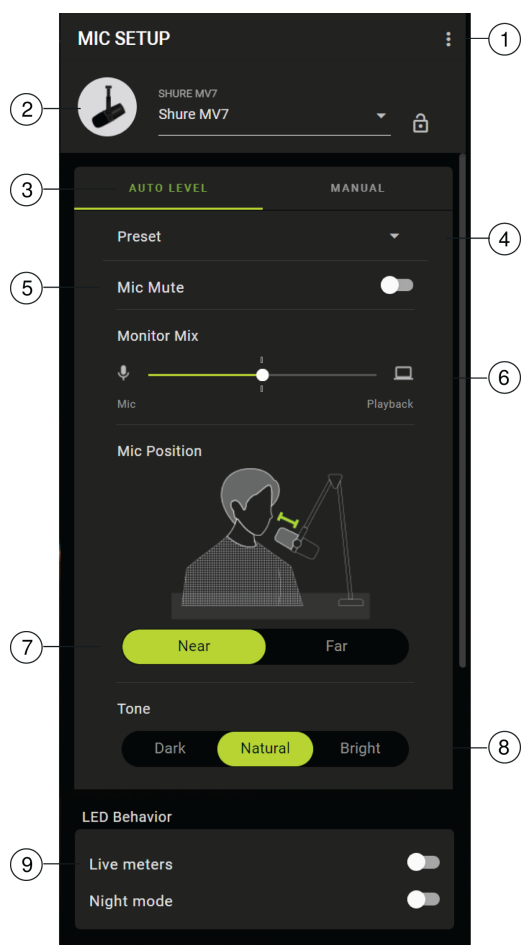 MIC SETUP
1
2
SHURE MV7
Shure MV7
3
AUTO LEVEL MANUAL
Preset
4
5
Mic Mute
Monitor Mix
6
Mic Playback
Mic Position
7
Near Far
Tone
Dark Natural Bright
8
LED Behavior
9
Live meters
Night mode